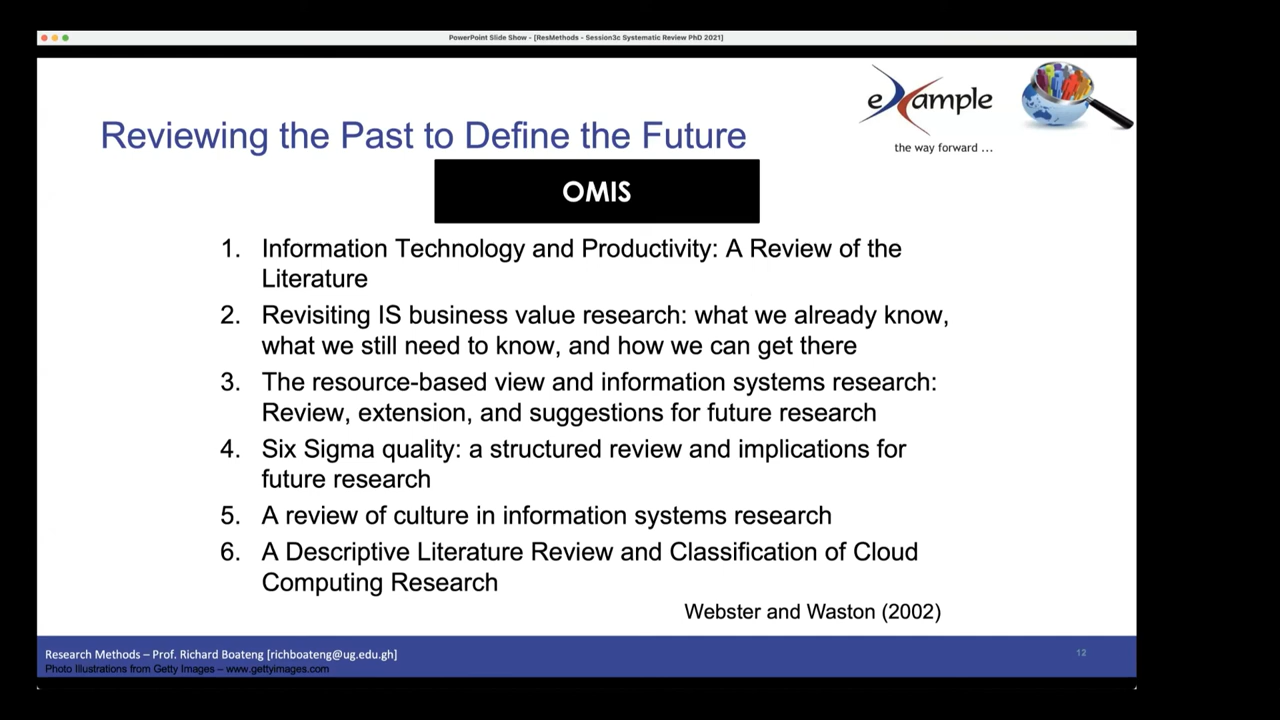 PowerPoint Slide Show - [ResMethods - Session3c Systematic Review PhD 2021]
eXample
the way forward ...
Reviewing the Past to Define the Future
OMIS
1. Information Technology and Productivity: A Review of the
Literature
2. Revisiting IS business value research: what we already know,
what we still need to know, and how we can get there
3. The resource-based view and information systems research:
Review, extension, and suggestions for future research
4. Six Sigma quality: a structured review and implications for
future research
5. A review of culture in information systems research
6. A Descriptive Literature Review and Classification of Cloud
Computing Research
Webster and Waston (2002)
Research Methods – Prof. Richard Boateng [richboateng@ug.edu.gh]
12
Photo Illustrations from Getty Images – www.gettyimages.com